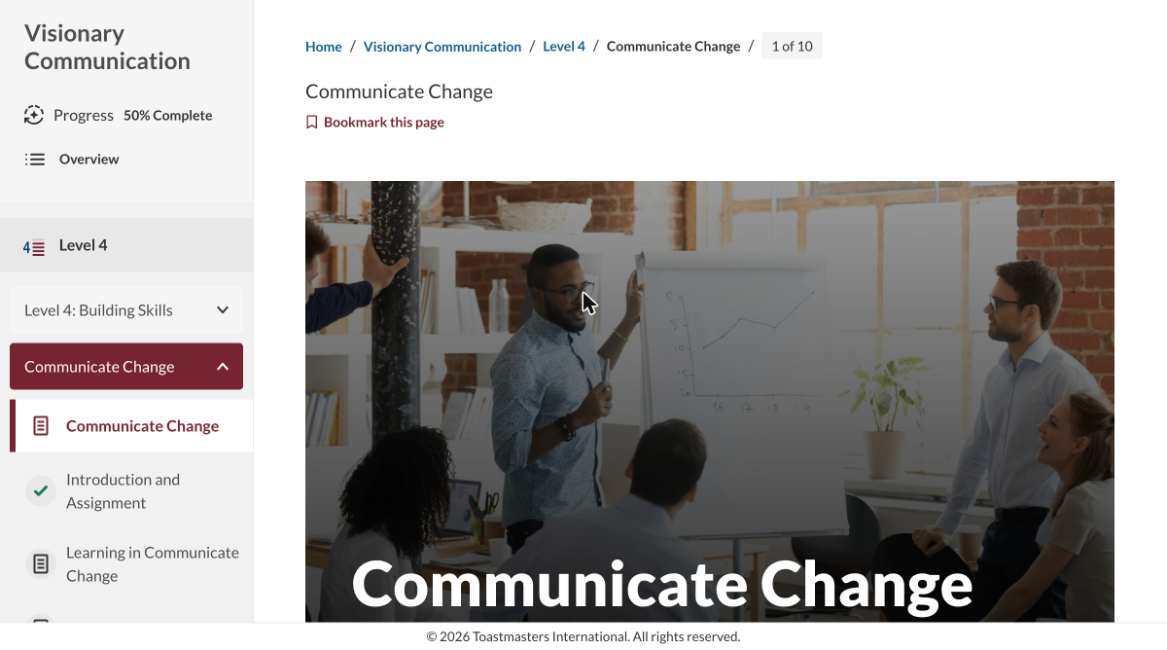 Visionary
Communication
Progress 50% Complete
Overview
4 Level 4
Level 4: Building Skills
Communicate Change
Communicate Change
Introduction and
Assignment
Learning in Communicate
Change
Home / Visionary Communication / Level 4 / Communicate Change / 1 of 10
Communicate Change
Bookmark this page
Communicate Change
© 2026 Toastmasters International. All rights reserved.